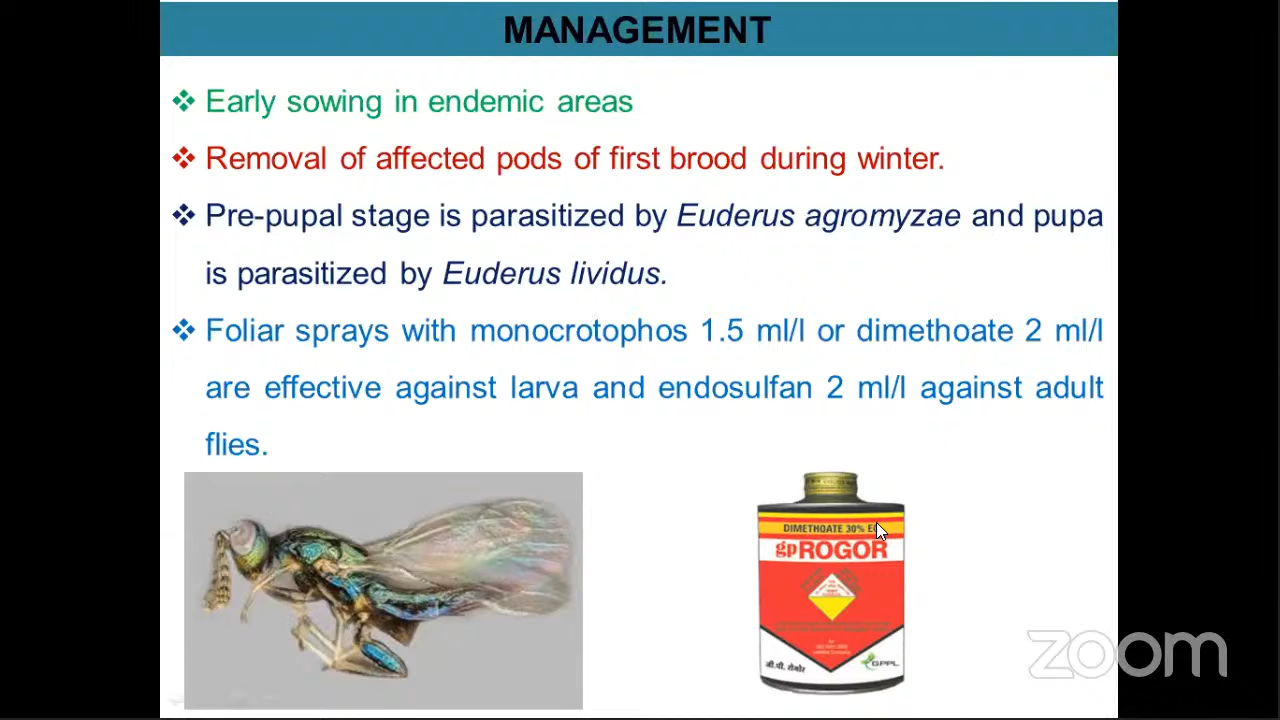 MANAGEMENT
❖ Early sowing in endemic areas
❖ Removal of affected pods of first brood during winter.
❖ Pre-pupal stage is parasitized by Euderus agromyzae and pupa
is parasitized by Euderus lividus.
❖ Foliar sprays with monocrotophos 1.5 ml/l or dimethoate 2 ml/l
are effective against larva and endosulfan 2 ml/l against adult
flies.
DIMETHOATE 30%
gpROGOR
जी.पी. रोगोर
GPPL
zoom